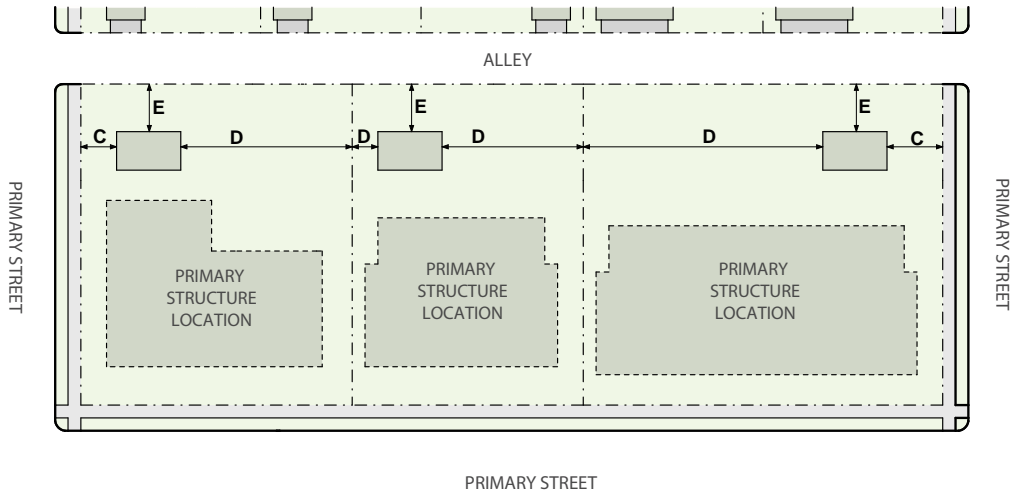 ALLEY
E
E
E
C
D
D
D
D
C
PRIMARY STREET
PRIMARY
STRUCTURE
LOCATION
PRIMARY
STRUCTURE
LOCATION
PRIMARY
STRUCTURE
LOCATION
PRIMARY STREET
PRIMARY STREET